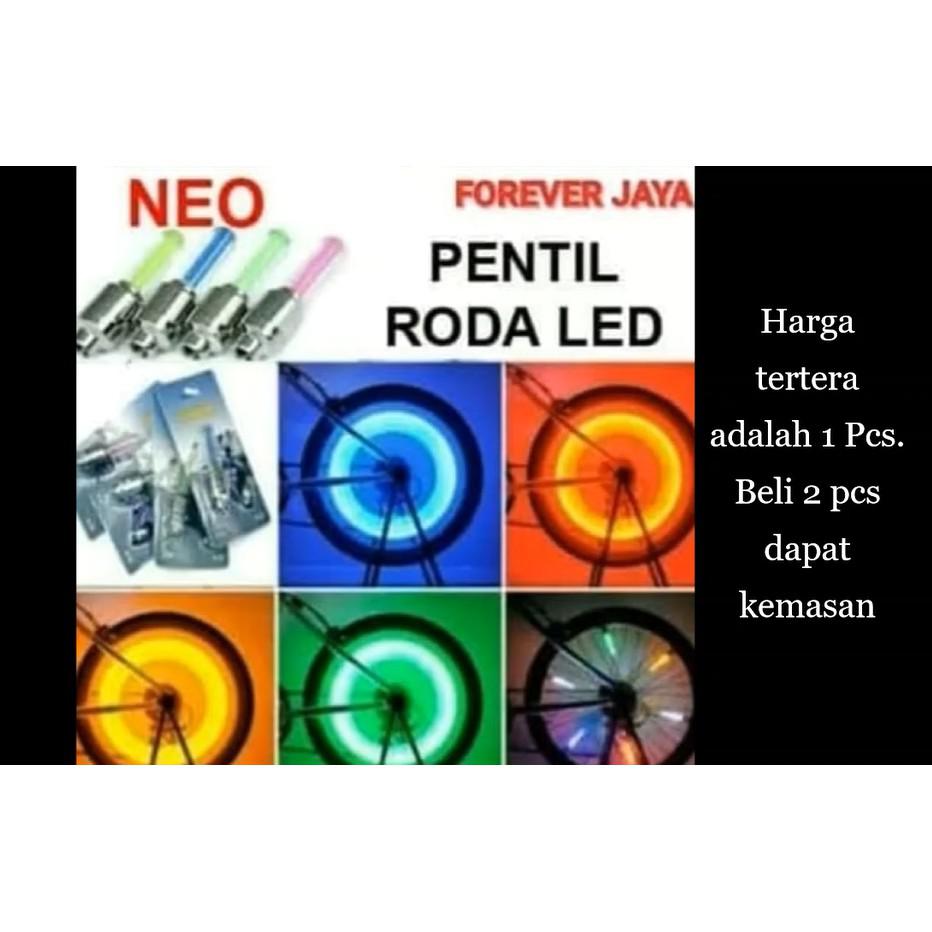 NEO
FOREVER JAYA
PENTIL
RODA LED
Harga
tertera
adalah 1 Pcs.
Beli 2 pcs
dapat
kemasan